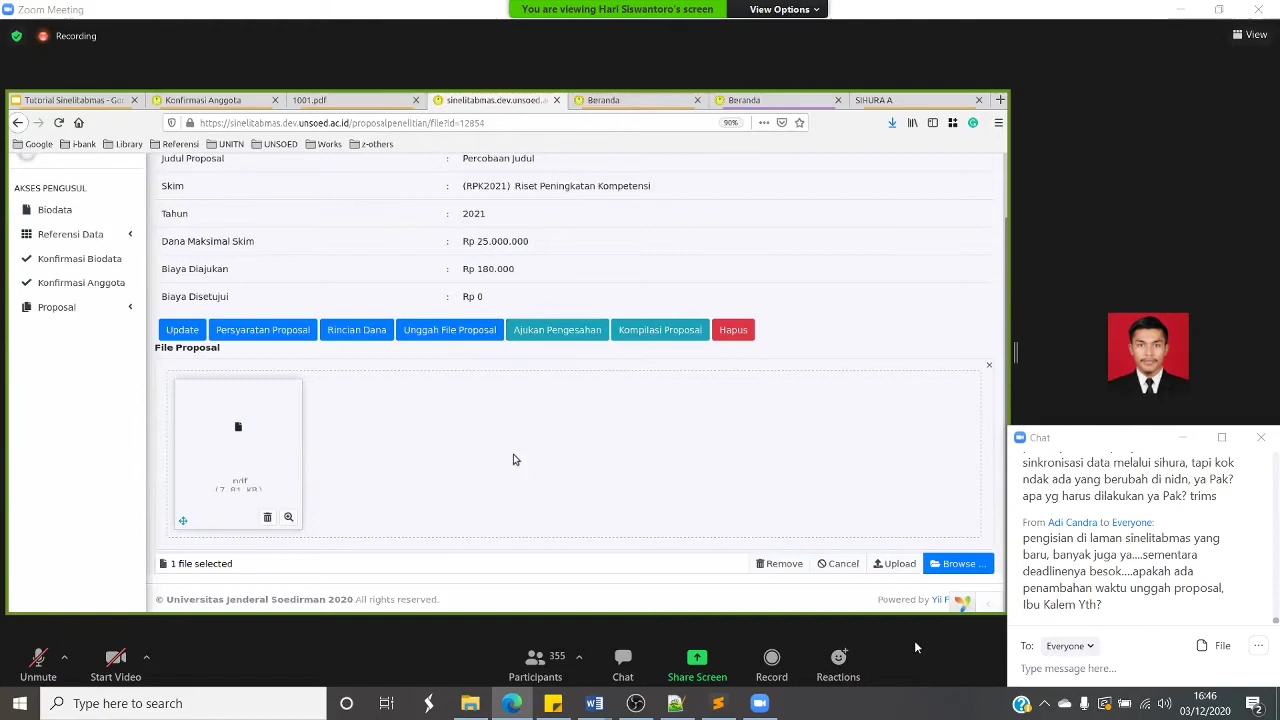 Zoom Meeting
You are viewing Hari Siswantoro's screen
View Options
Recording
View
Tutorial Sinelitabmas - Go
Konfirmasi Anggota
1001.pdf
sinelitabmas.dev.unsoed.a
Beranda
Beranda
SIHURA A
https://sinelitabmas.dev.unsoed.ac.id/proposalpenelitian/file?id=12854
90%
Google
i-bank
Library
Referensi
UNITN
UNSOED
Works
z-others
AKSES PENGUSUL
Biodata
Referensi Data
Konfirmasi Biodata
Konfirmasi Anggota
Proposal
Judul Proposal : Percobaan Judul
Skim : (RPK2021) Riset Peningkatan Kompetensi
Tahun : 2021
Dana Maksimal Skim : Rp 25.000.000
Biaya Diajukan : Rp 180.000
Biaya Disetujui : Rp 0
Update
Persyaratan Proposal
Rincian Dana
Unggah File Proposal
Ajukan Pengesahan
Kompilasi Proposal
Hapus
File Proposal
pdf
(7.01 KB)
1 file selected
Remove
Cancel
Upload
Browse ...
© Universitas Jenderal Soedirman 2020 All rights reserved.
Powered by Yii F
Chat
sinkronisasi data melalui sihura, tapi kok
ndak ada yang berubah di nidn, ya Pak?
apa yg harus dilakukan ya Pak? trims
From Adi Candra to Everyone:
pengisian di laman sinelitabmas yang
baru, banyak juga ya....sementara
deadlinenya besok....apakah ada
penambahan waktu unggah proposal,
Ibu Kalem Yth?
To: Everyone
File
Type message here...
Unmute
Start Video
355
Participants
Chat
Share Screen
Record
Reactions
Type here to search
16:46
03/12/2020
2